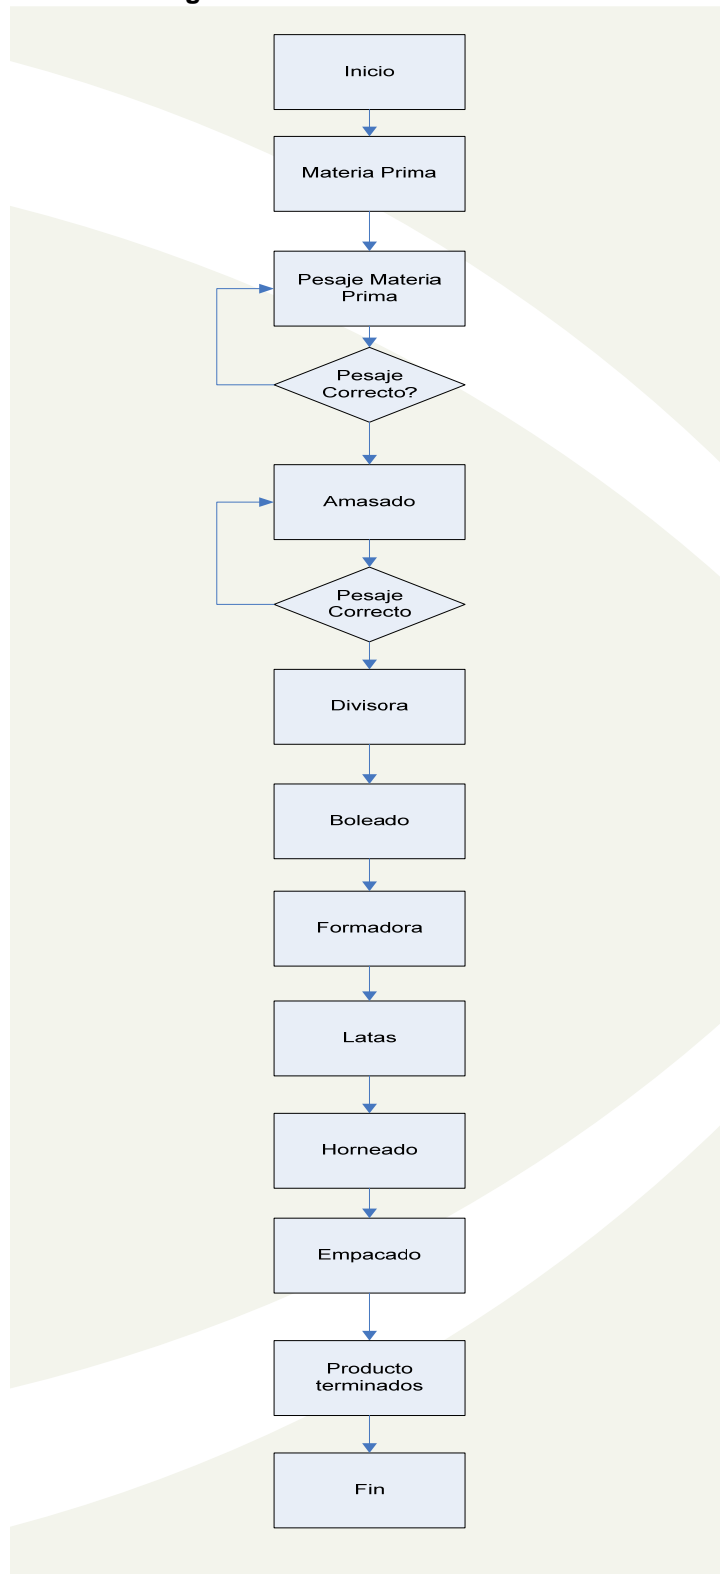 Inicio
Materia Prima
Pesaje Materia
Prima
Pesaje
Correcto?
Amasado
Pesaje
Correcto
Divisora
Boleado
Formadora
Latas
Horneado
Empacado
Producto
terminados
Fin